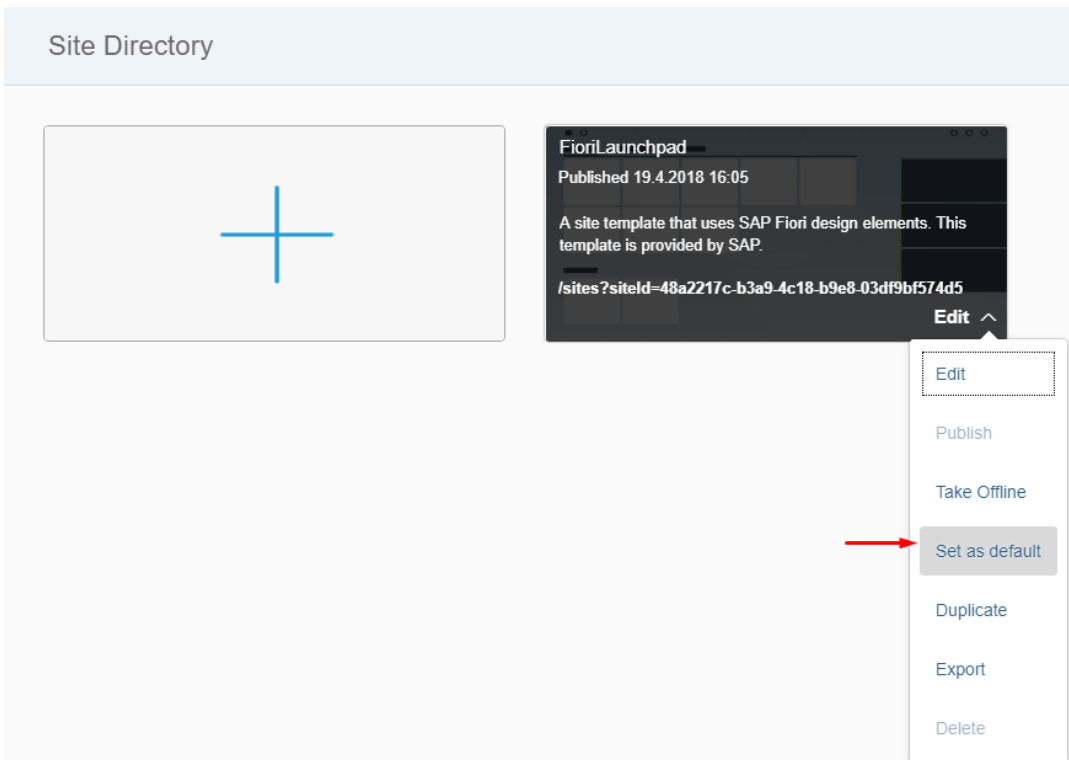 Site Directory
FioriLaunchpad
Published 19.4.2018 16:05
A site template that uses SAP Fiori design elements. This
template is provided by SAP.
/sites?siteId=48a2217c-b3a9-4c18-b9e8-03df9bf574d5
Edit
Edit
Publish
Take Offline
Set as default
Duplicate
Export
Delete